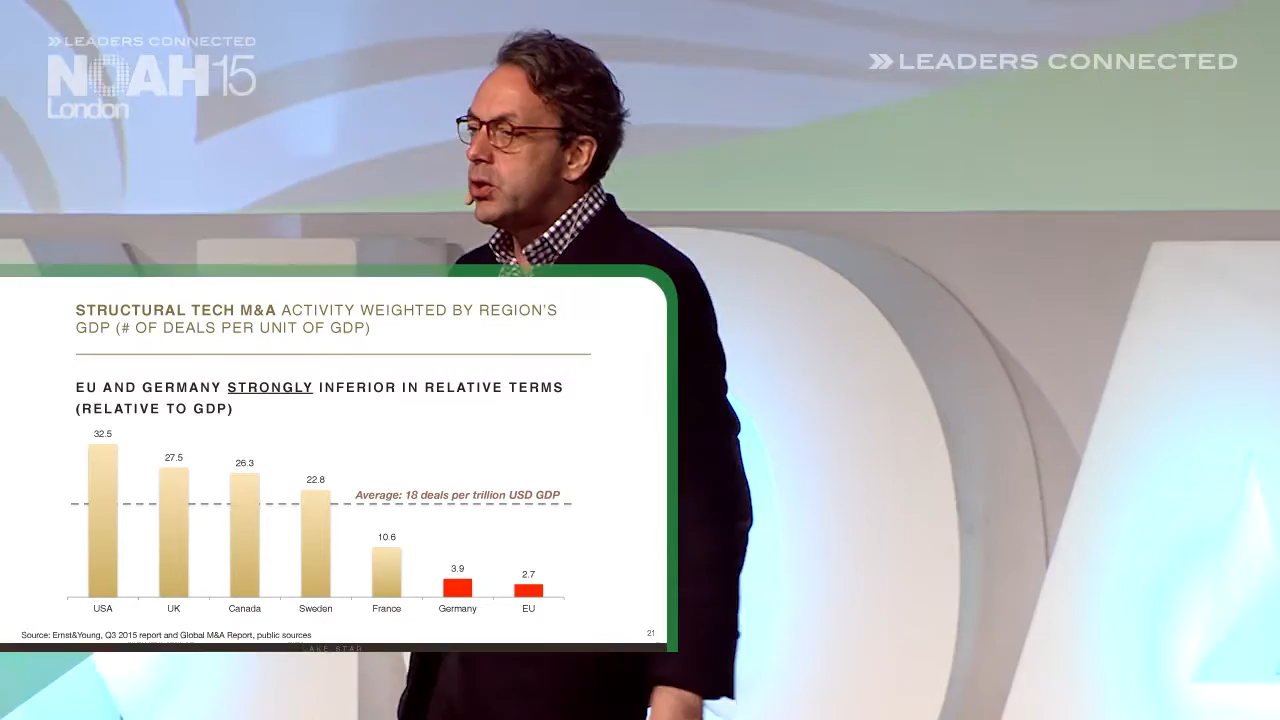 LEADERS CONNECTED
NOAH15
London
LEADERS CONNECTED
STRUCTURAL TECH M&A ACTIVITY WEIGHTED BY REGION'S
GDP (# OF DEALS PER UNIT OF GDP)
EU AND GERMANY STRONGLY INFERIOR IN RELATIVE TERMS
(RELATIVE TO GDP)
32.5
27.5
26.3
22.8
Average: 18 deals per trillion USD GDP
10.6
3.9
2.7
USA UK Canada Sweden France Germany EU
Source: Ernst&Young, Q3 2015 report and Global M&A Report, public sources
21
LAKE STAR